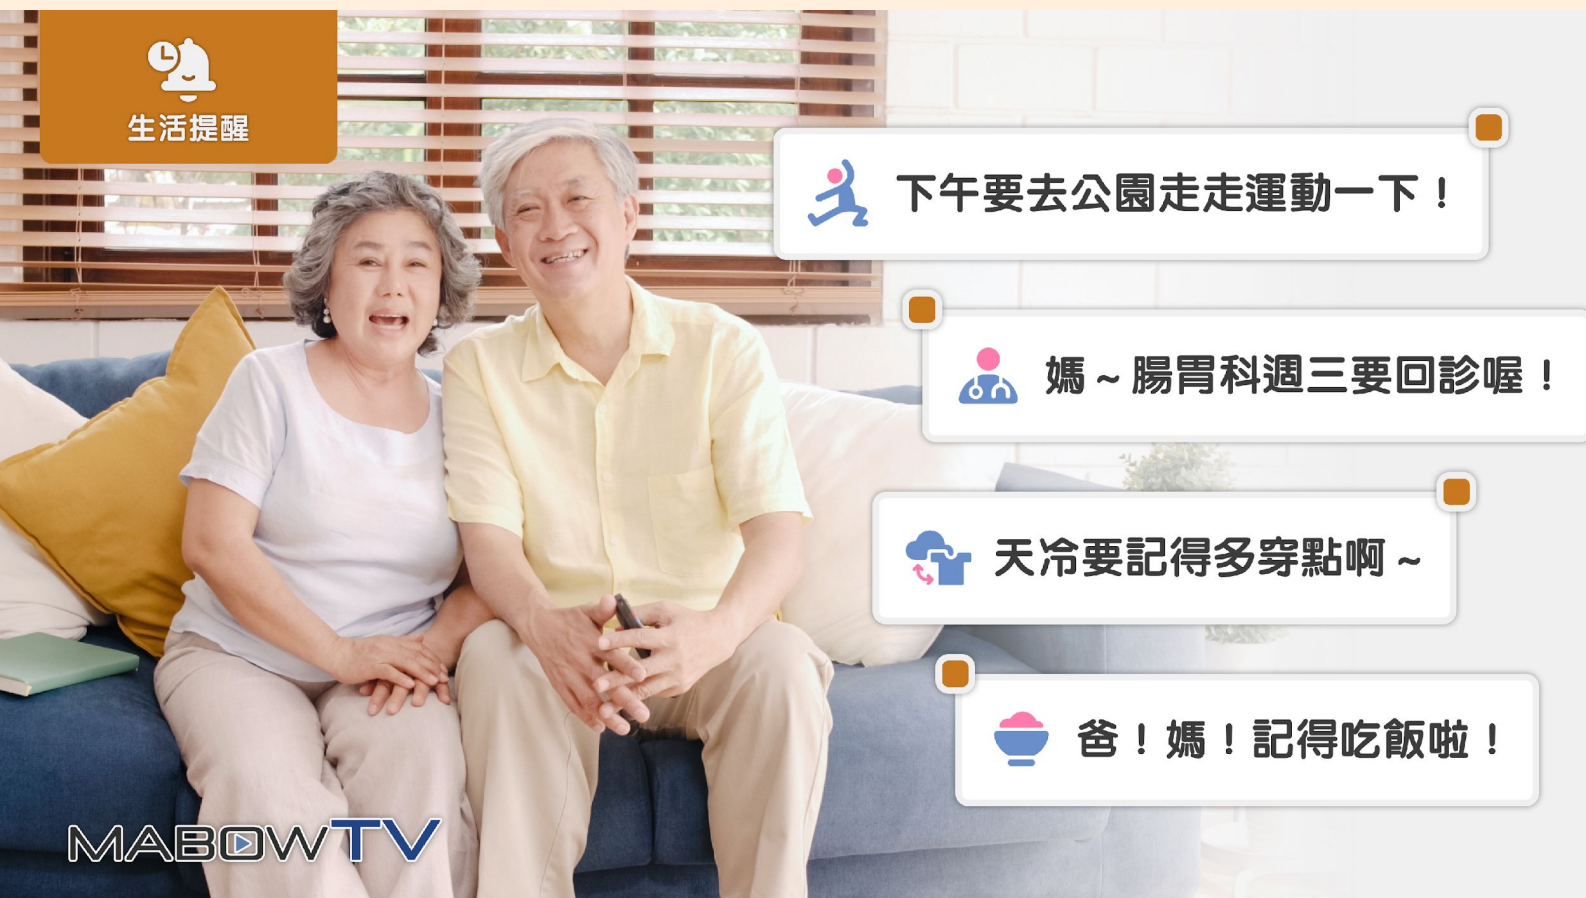 生活提醒
下午要去公園走走運動一下！
媽～腸胃科週三要回診喔！
天冷要記得多穿點啊～
爸！媽！記得吃飯啦！
MABOWTV